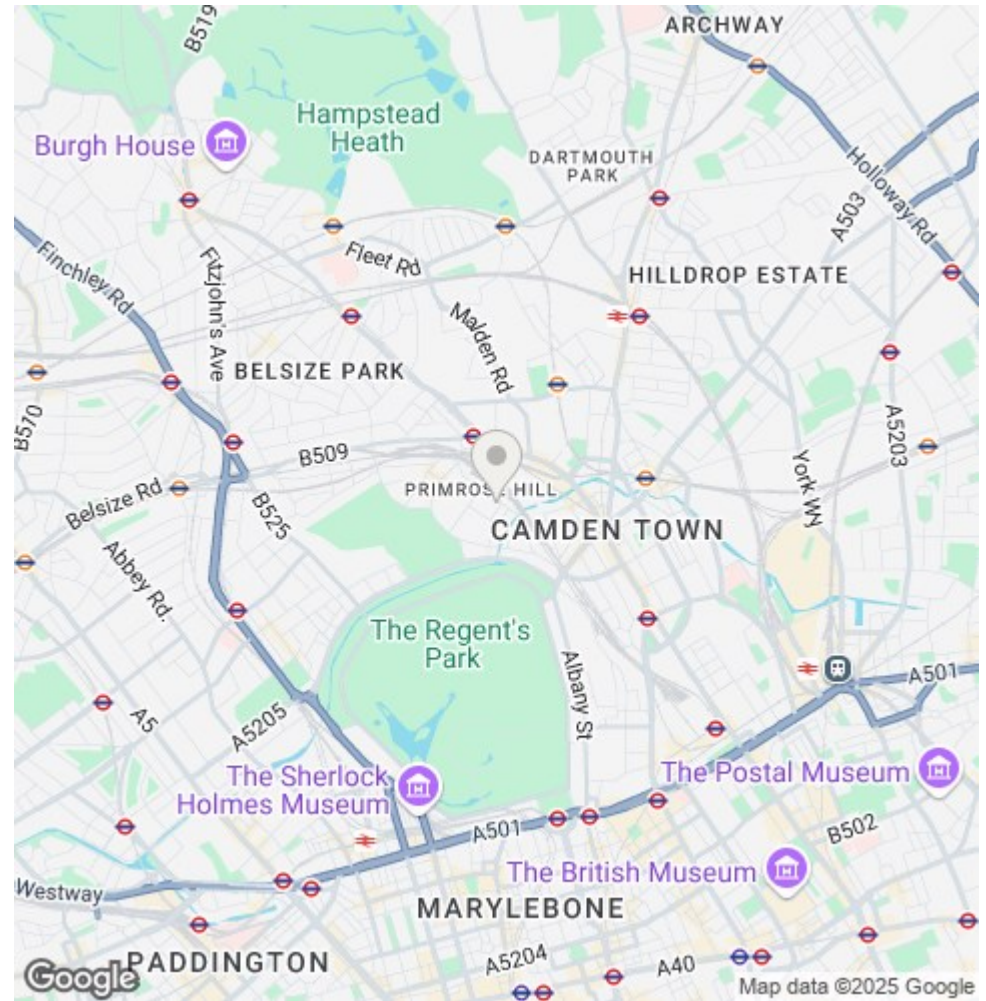 ARCHWAY
B519
Hampstead
Heath
Burgh House
DARTMOUTH
PARK
Holloway Rd
A503
Fleet Rd
Finchley Rd
Fitzjohn's Ave
HILLDROP ESTATE
Malden Rd
BELSIZE PARK
B570
A5203
B509
York Wy
PRIMROSE HILL
Belsize Rd
B525
CAMDEN TOWN
Abbey Rd.
The Regent's
Park
Albany St
A501
A5
A5205
The Sherlock
Holmes Museum
The Postal Museum
A501
B502
The British Museum
Westway
MARYLEBONE
PADDINGTON
A5204
A40
Google
Map data ©2025 Google